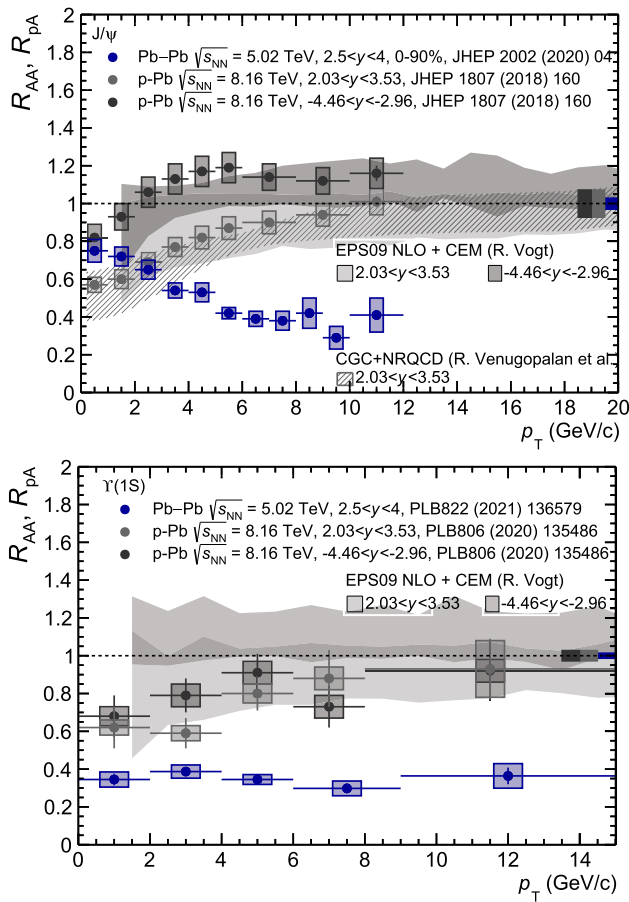 2
1.8
1.6
1.4
1.2
1
0.8
0.6
0.4
0.2
0
R_AA, R_pA
J/ψ
Pb−Pb √s_NN = 5.02 TeV, 2.5<y<4, 0-90%, JHEP 2002 (2020) 04
p-Pb √s_NN = 8.16 TeV, 2.03<y<3.53, JHEP 1807 (2018) 160
p-Pb √s_NN = 8.16 TeV, -4.46<y<-2.96, JHEP 1807 (2018) 160
EPS09 NLO + CEM (R. Vogt)
2.03<y<3.53 -4.46<y<-2.96
CGC+NRQCD (R. Venugopalan et al.
2.03<y<3.53
0 2 4 6 8 10 12 14 16 18 20
p_T (GeV/c)
2
1.8
1.6
1.4
1.2
1
0.8
0.6
0.4
0.2
0
R_AA, R_pA
ϒ(1S)
Pb−Pb √s_NN = 5.02 TeV, 2.5<y<4, PLB822 (2021) 136579
p-Pb √s_NN = 8.16 TeV, 2.03<y<3.53, PLB806 (2020) 135486
p-Pb √s_NN = 8.16 TeV, -4.46<y<-2.96, PLB806 (2020) 135486
EPS09 NLO + CEM (R. Vogt)
2.03<y<3.53 -4.46<y<-2.96
0 2 4 6 8 10 12 14
p_T (GeV/c)